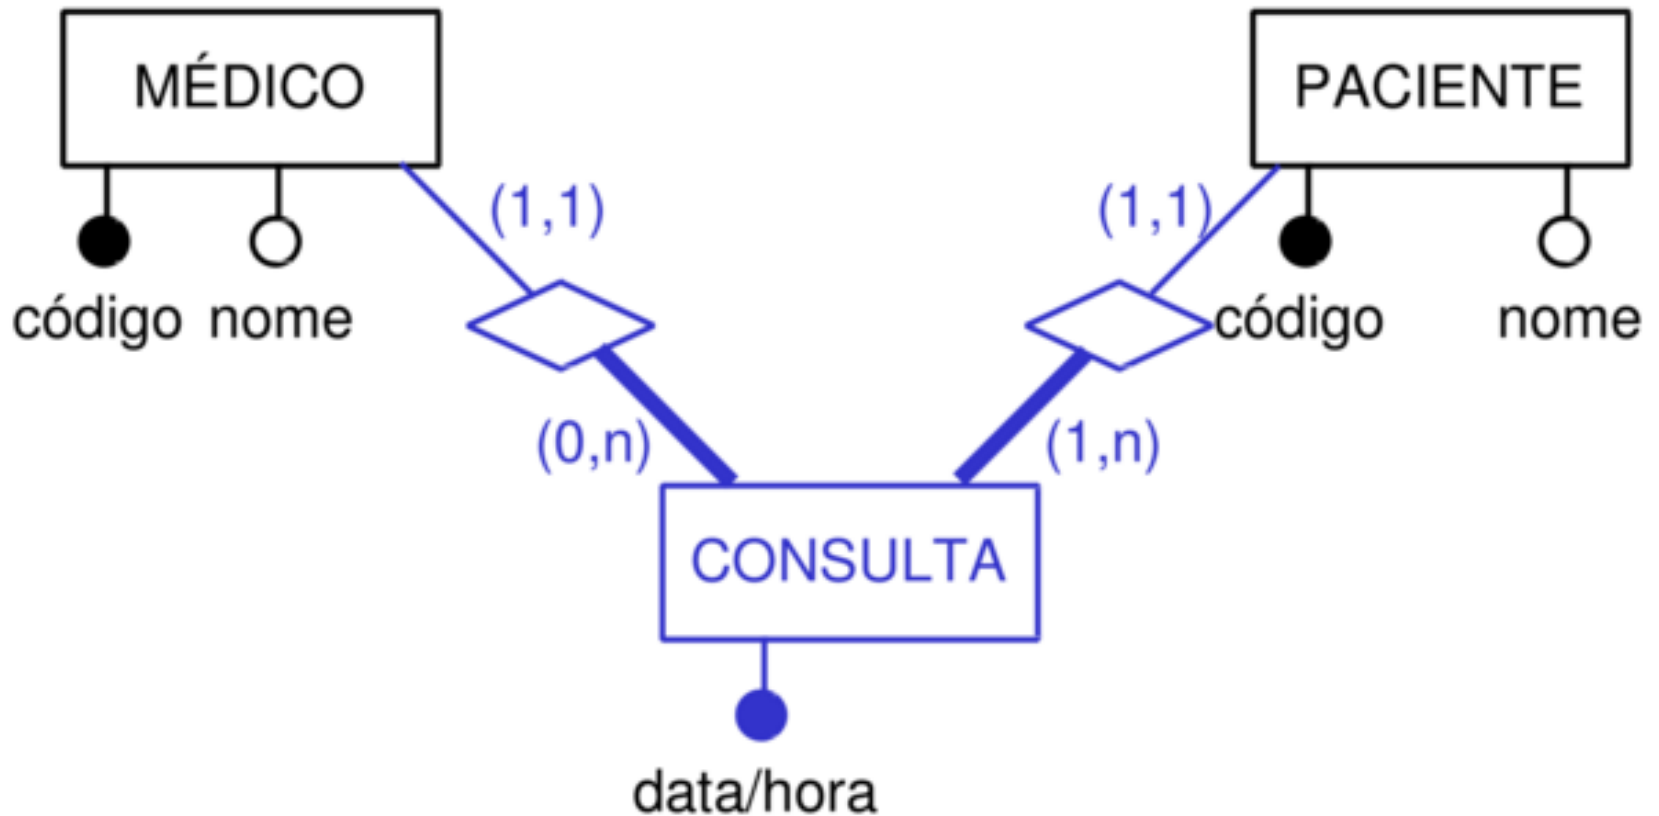 MÉDICO
PACIENTE
(1,1)
(1,1)
código
nome
código
nome
(0,n)
(1,n)
CONSULTA
data/hora